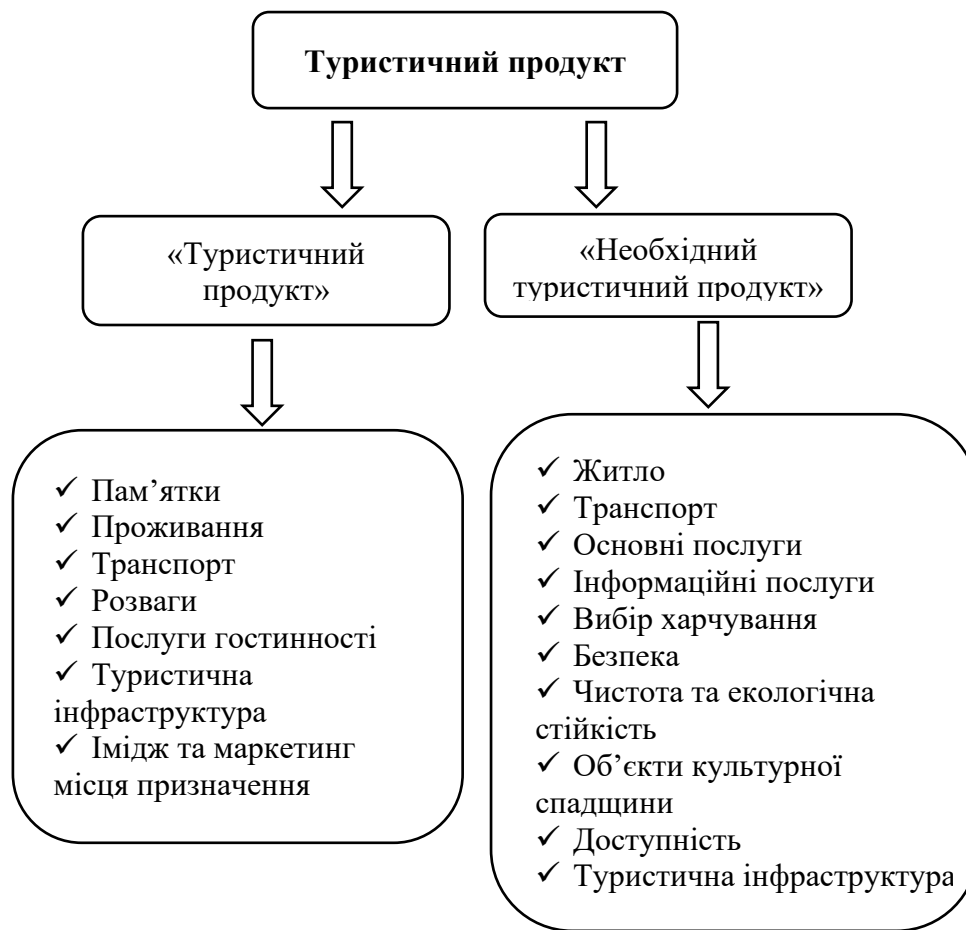 Туристичний продукт
«Туристичний
продукт»
«Необхідний
туристичний продукт»
✓ Пам’ятки
✓ Проживання
✓ Транспорт
✓ Розваги
✓ Послуги гостинності
✓ Туристична
інфраструктура
✓ Імідж та маркетинг
місця призначення
✓ Житло
✓ Транспорт
✓ Основні послуги
✓ Інформаційні послуги
✓ Вибір харчування
✓ Безпека
✓ Чистота та екологічна
стійкість
✓ Об’єкти культурної
спадщини
✓ Доступність
✓ Туристична інфраструктура